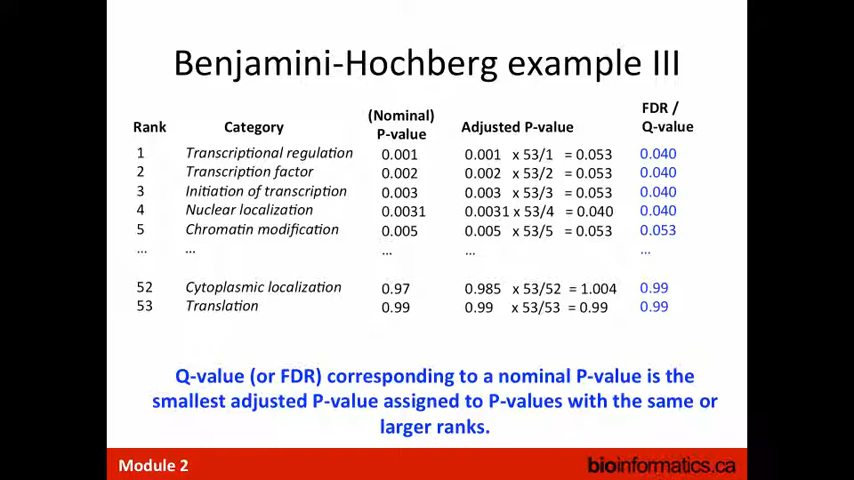 Benjamini-Hochberg example III
Rank Category (Nominal) P-value Adjusted P-value FDR / Q-value
1 Transcriptional regulation 0.001 0.001 x 53/1 = 0.053 0.040
2 Transcription factor 0.002 0.002 x 53/2 = 0.053 0.040
3 Initiation of transcription 0.003 0.003 x 53/3 = 0.053 0.040
4 Nuclear localization 0.0031 0.0031 x 53/4 = 0.040 0.040
5 Chromatin modification 0.005 0.005 x 53/5 = 0.053 0.053
... ... ... ... ...
52 Cytoplasmic localization 0.97 0.985 x 53/52 = 1.004 0.99
53 Translation 0.99 0.99 x 53/53 = 0.99 0.99
Q-value (or FDR) corresponding to a nominal P-value is the
smallest adjusted P-value assigned to P-values with the same or
larger ranks.
Module 2 bioinformatics.ca